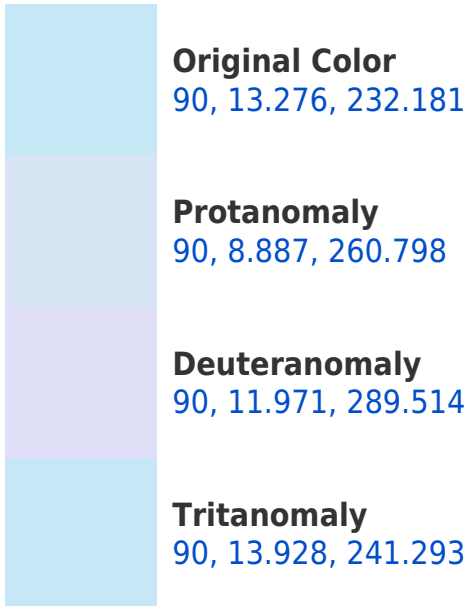 Original Color
90, 13.276, 232.181
Protanomaly
90, 8.887, 260.798
Deuteranomaly
90, 11.971, 289.514
Tritanomaly
90, 13.928, 241.293